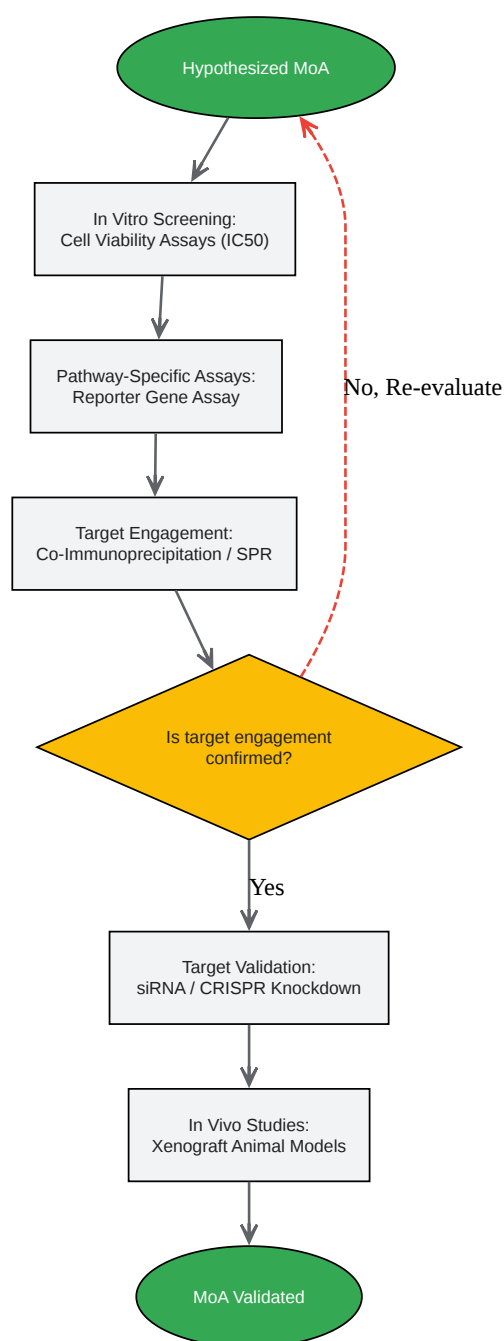 Hypothesized MoA
In Vitro Screening:
Cell Viability Assays (IC50)
Pathway-Specific Assays:
Reporter Gene Assay
No, Re-evaluate
Target Engagement:
Co-Immunoprecipitation / SPR
Is target engagement
confirmed?
Yes
Target Validation:
siRNA / CRISPR Knockdown
In Vivo Studies:
Xenograft Animal Models
MoA Validated